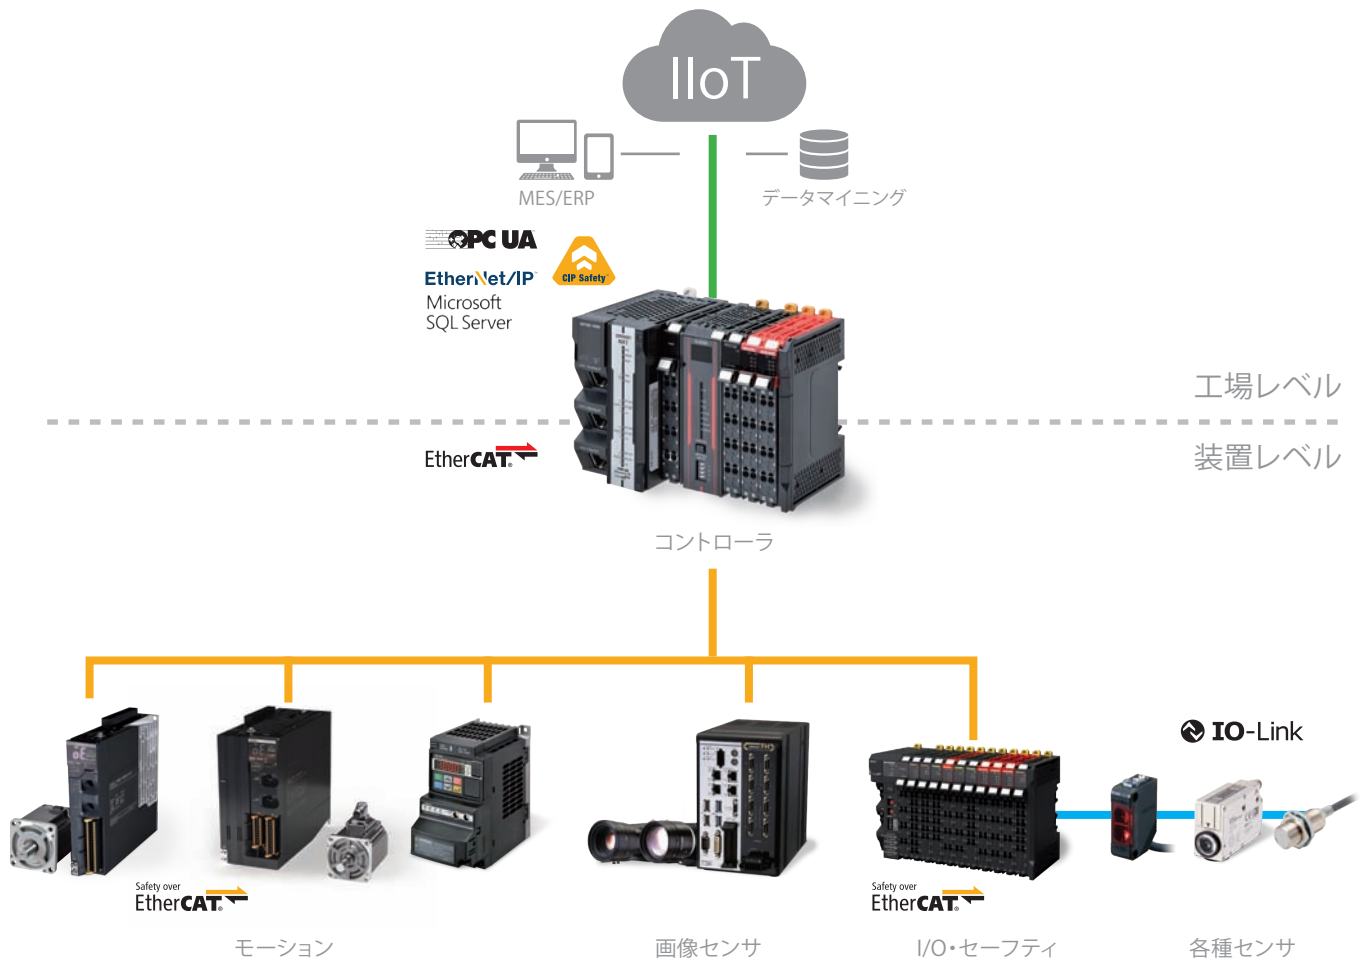 IIoT
MES/ERP
データマイニング
OPC UA
EtherNet/IP
CIP Safety
Microsoft
SQL Server
工場レベル
EtherCAT
装置レベル
コントローラ
IO-Link
FH
Safety over
EtherCAT
Safety over
EtherCAT
モーション
画像センサ
I/O・セーフティ
各種センサ